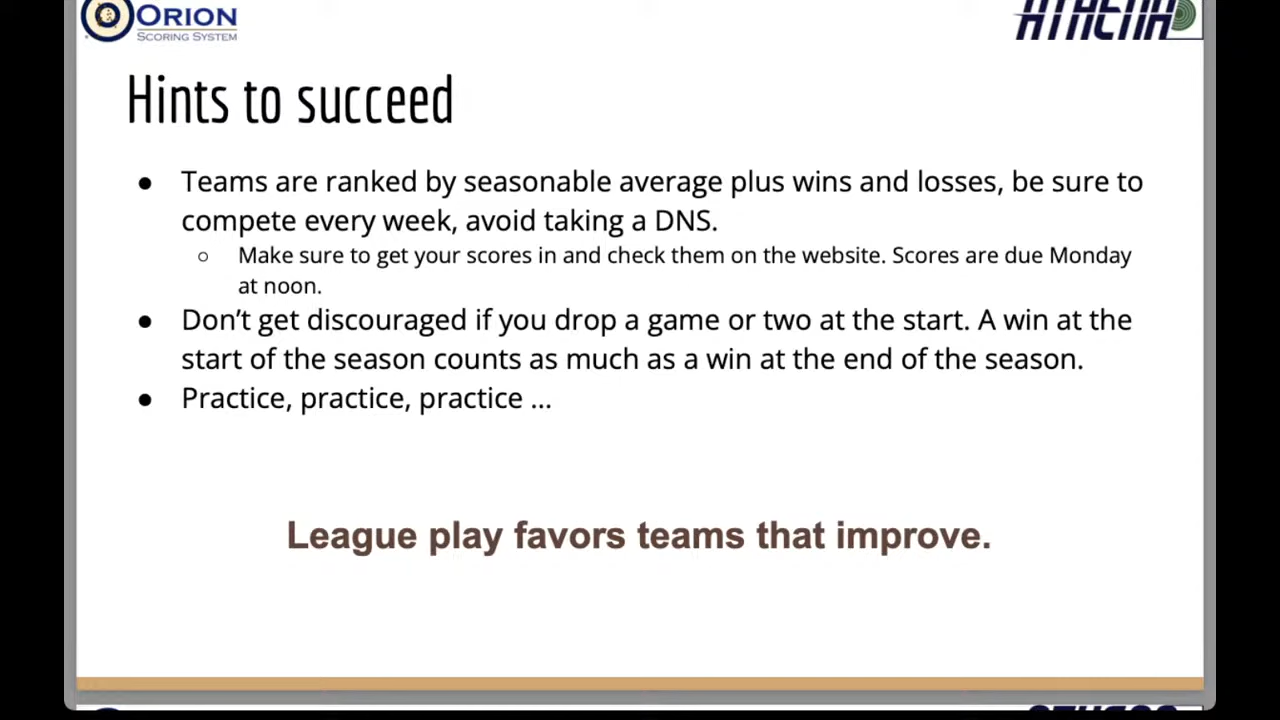 ORION
SCORING SYSTEM
ATHENA
Hints to succeed
● Teams are ranked by seasonable average plus wins and losses, be sure to
compete every week, avoid taking a DNS.
○ Make sure to get your scores in and check them on the website. Scores are due Monday
at noon.
● Don’t get discouraged if you drop a game or two at the start. A win at the
start of the season counts as much as a win at the end of the season.
● Practice, practice, practice ...
League play favors teams that improve.